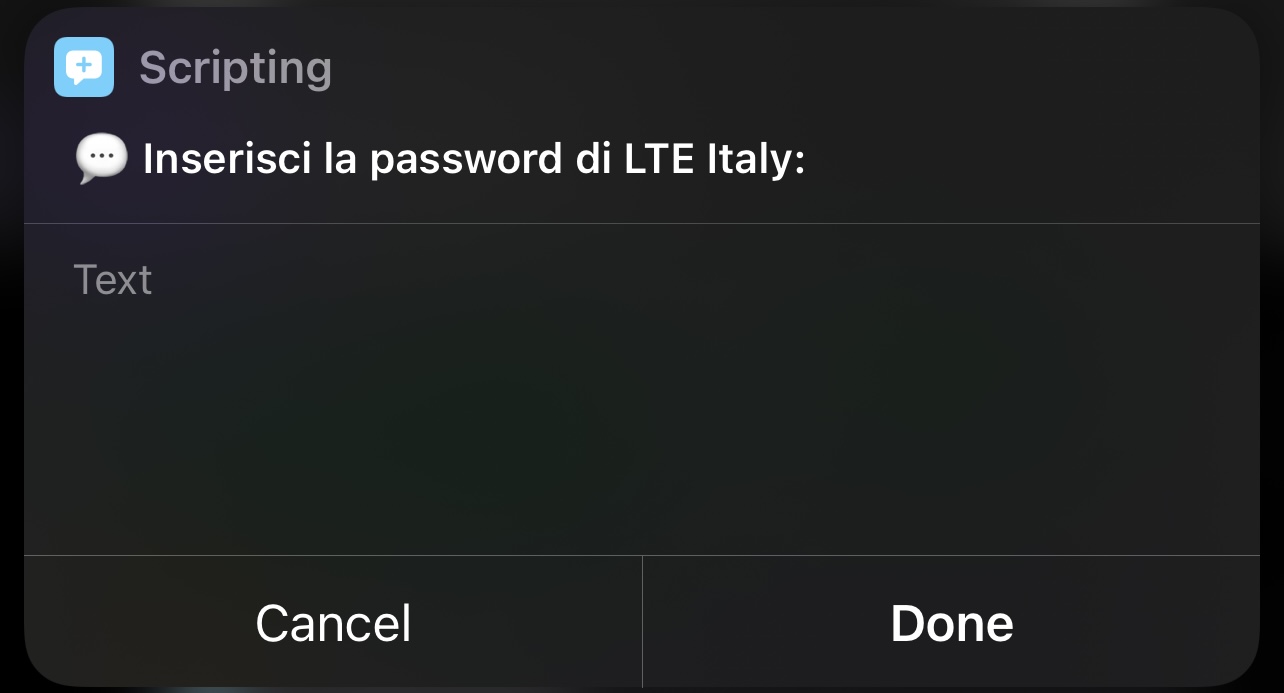 Scripting
💬 Inserisci la password di LTE Italy:
Text
Cancel
Done